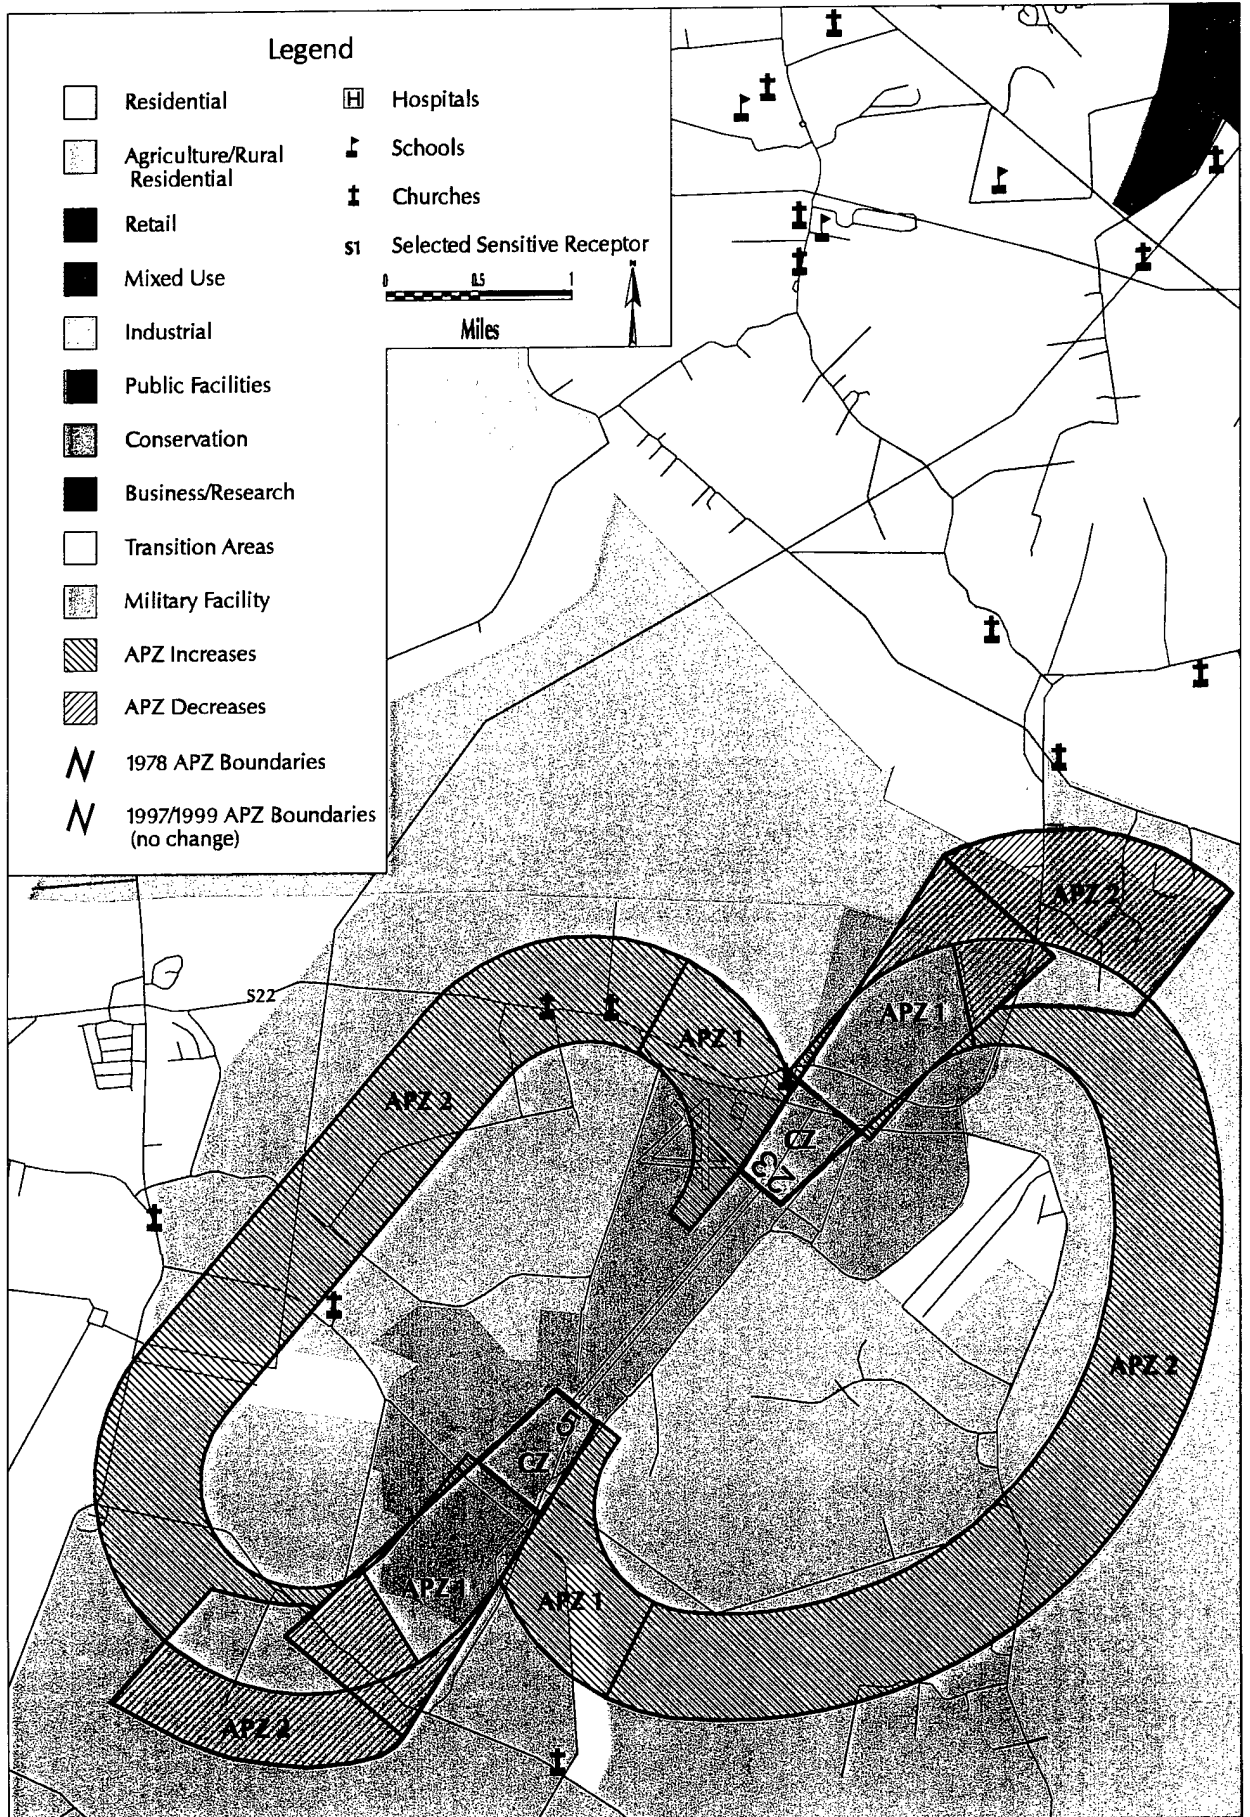 Legend
Residential
Agriculture/Rural
Residential
Retail
Mixed Use
Industrial
Public Facilities
Conservation
Business/Research
Transition Areas
Military Facility
APZ Increases
APZ Decreases
1978 APZ Boundaries
1997/1999 APZ Boundaries
(no change)
H Hospitals
Schools
Churches
S1 Selected Sensitive Receptor
0 0.5 1
Miles
N
APZ 2
S22
APZ 1
APZ 1
APZ 2
CZ
23
APZ 2
5
CZ
APZ 1
APZ 1
APZ 2